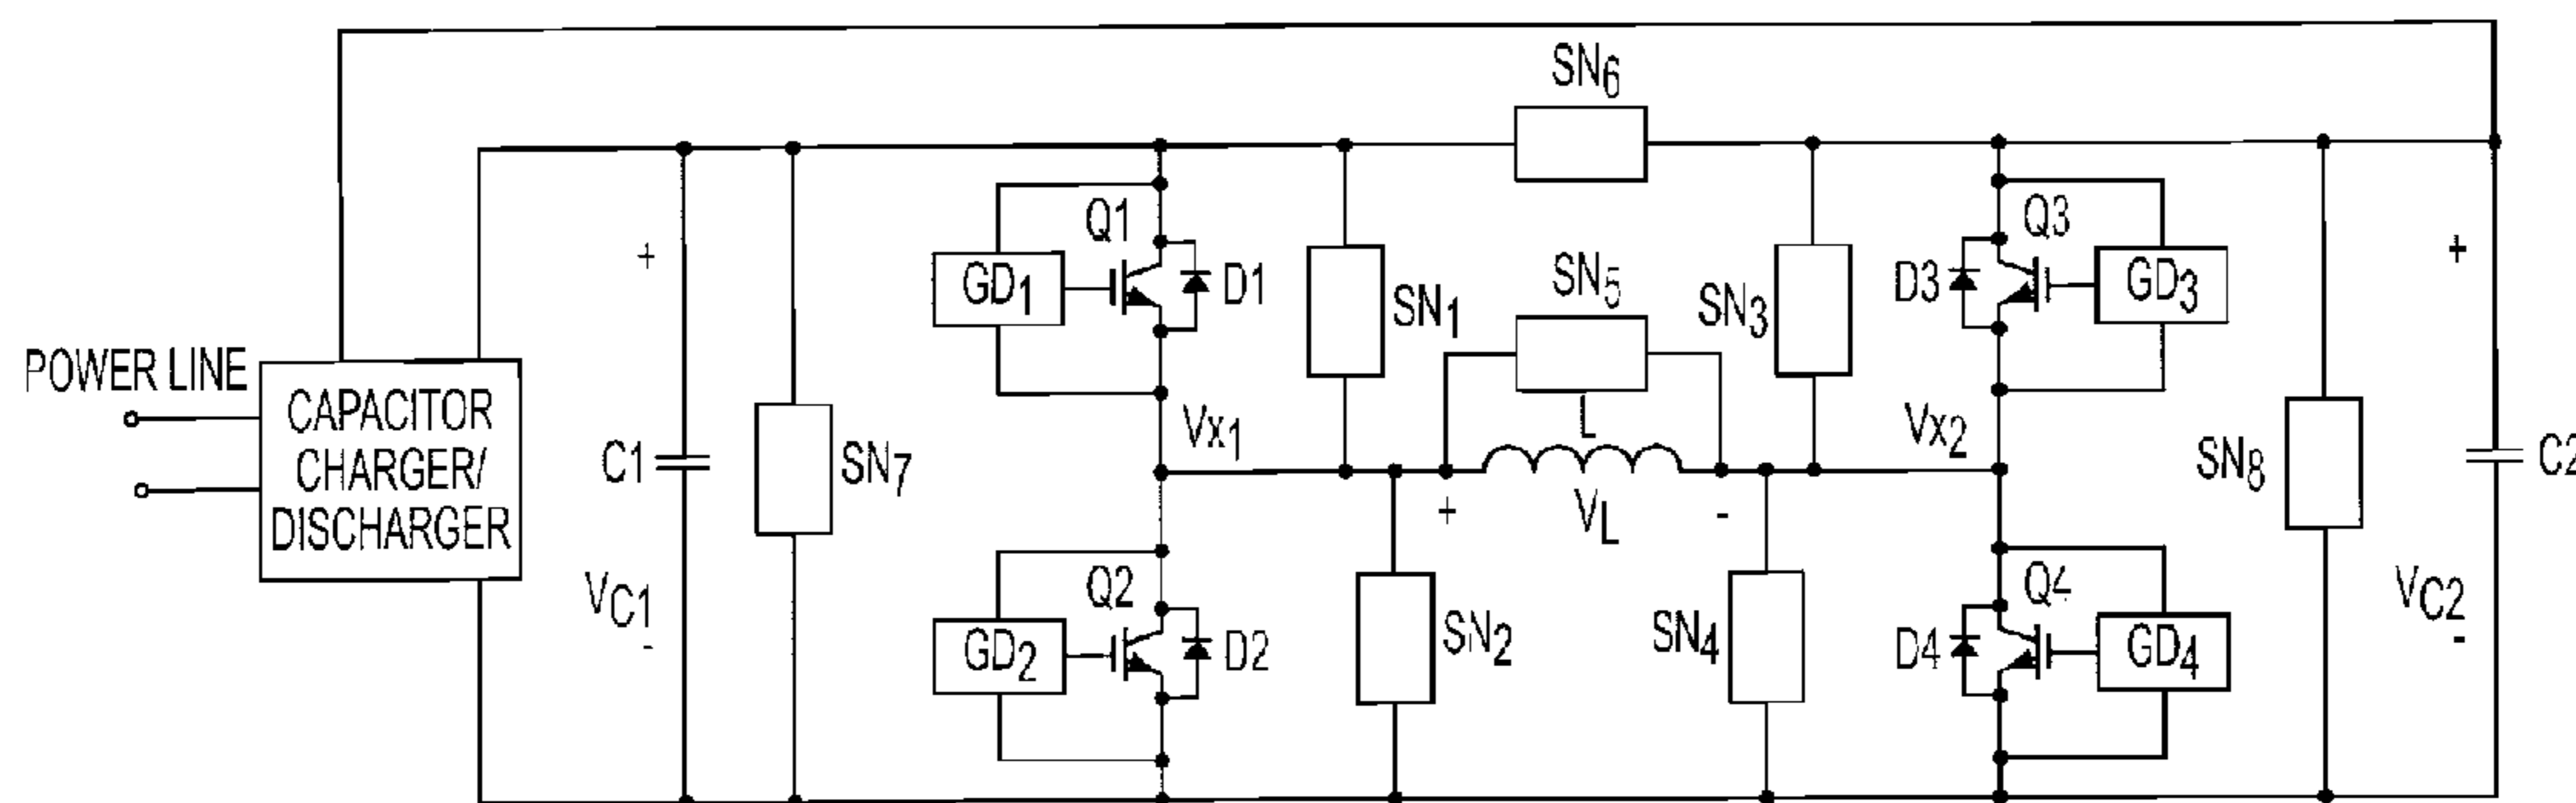 SN6
Q1
Q3
+
+
GD1
D1
SN1
SN5
SN3
D3
GD3
POWER LINE
CAPACITOR
CHARGER/
DISCHARGER
L
Vx1
Vx2
C1
SN7
SN8
C2
+
VL
-
VC1
-
Q2
Q4
VC2
-
GD2
D2
SN2
SN4
D4
GD4